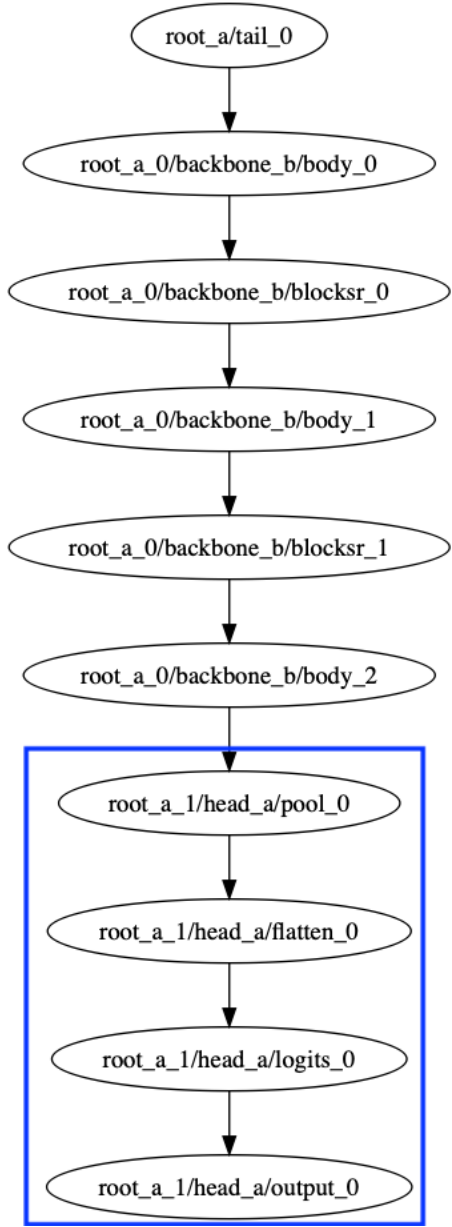 root_a/tail_0
root_a_0/backbone_b/body_0
root_a_0/backbone_b/blocksr_0
root_a_0/backbone_b/body_1
root_a_0/backbone_b/blocksr_1
root_a_0/backbone_b/body_2
root_a_1/head_a/pool_0
root_a_1/head_a/flatten_0
root_a_1/head_a/logits_0
root_a_1/head_a/output_0